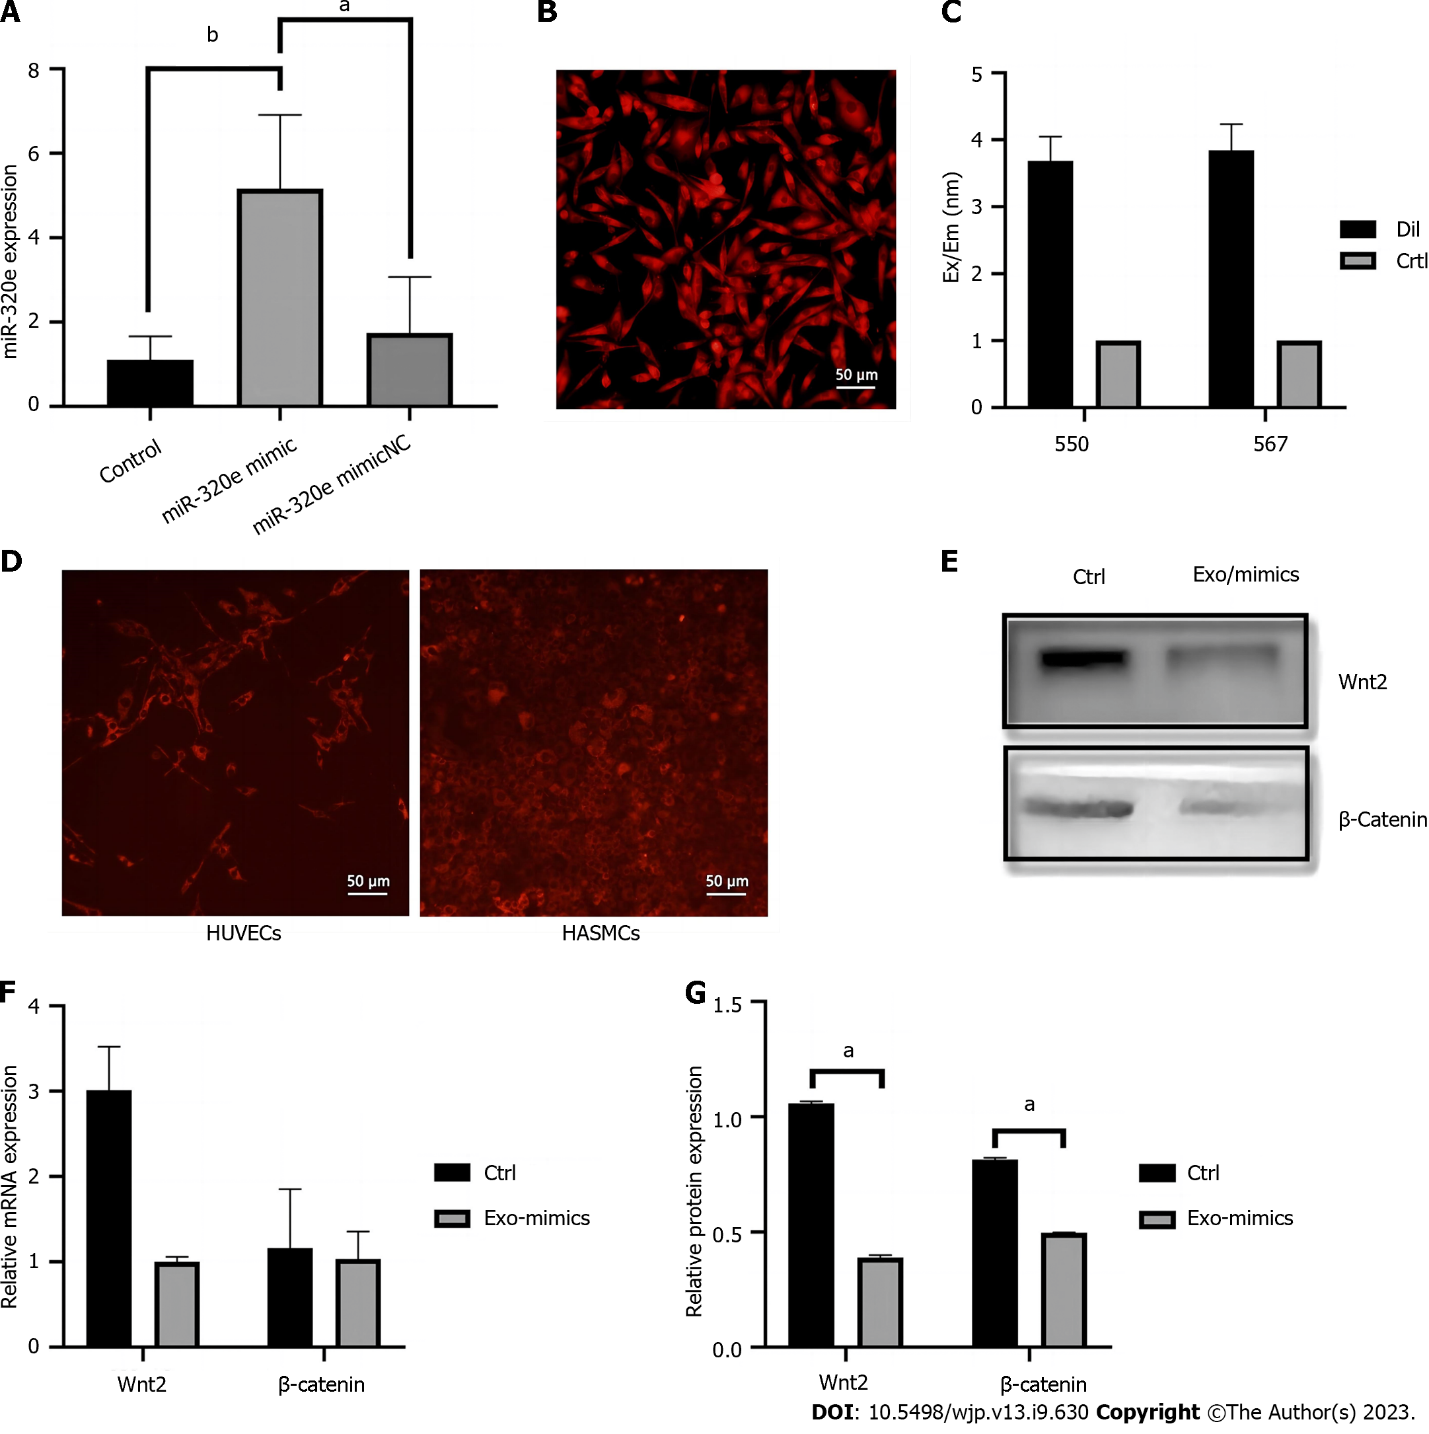 A
b
a
8
6
4
2
0
miR-320e expression
Control
miR-320e mimic
miR-320e mimicNC
B
50 µm
C
5
4
3
2
1
0
Ex/Em (nm)
550
567
Dil
Crtl
D
50 µm
50 µm
HUVECs
HASMCs
E
Ctrl
Exo/mimics
Wnt2
β-Catenin
F
4
3
2
1
0
Relative mRNA expression
Wnt2
β-catenin
Ctrl
Exo-mimics
G
1.5
1.0
0.5
0.0
Relative protein expression
a
a
Wnt2
β-catenin
Ctrl
Exo-mimics
DOI: 10.5498/wjp.v13.i9.630 Copyright ©The Author(s) 2023.